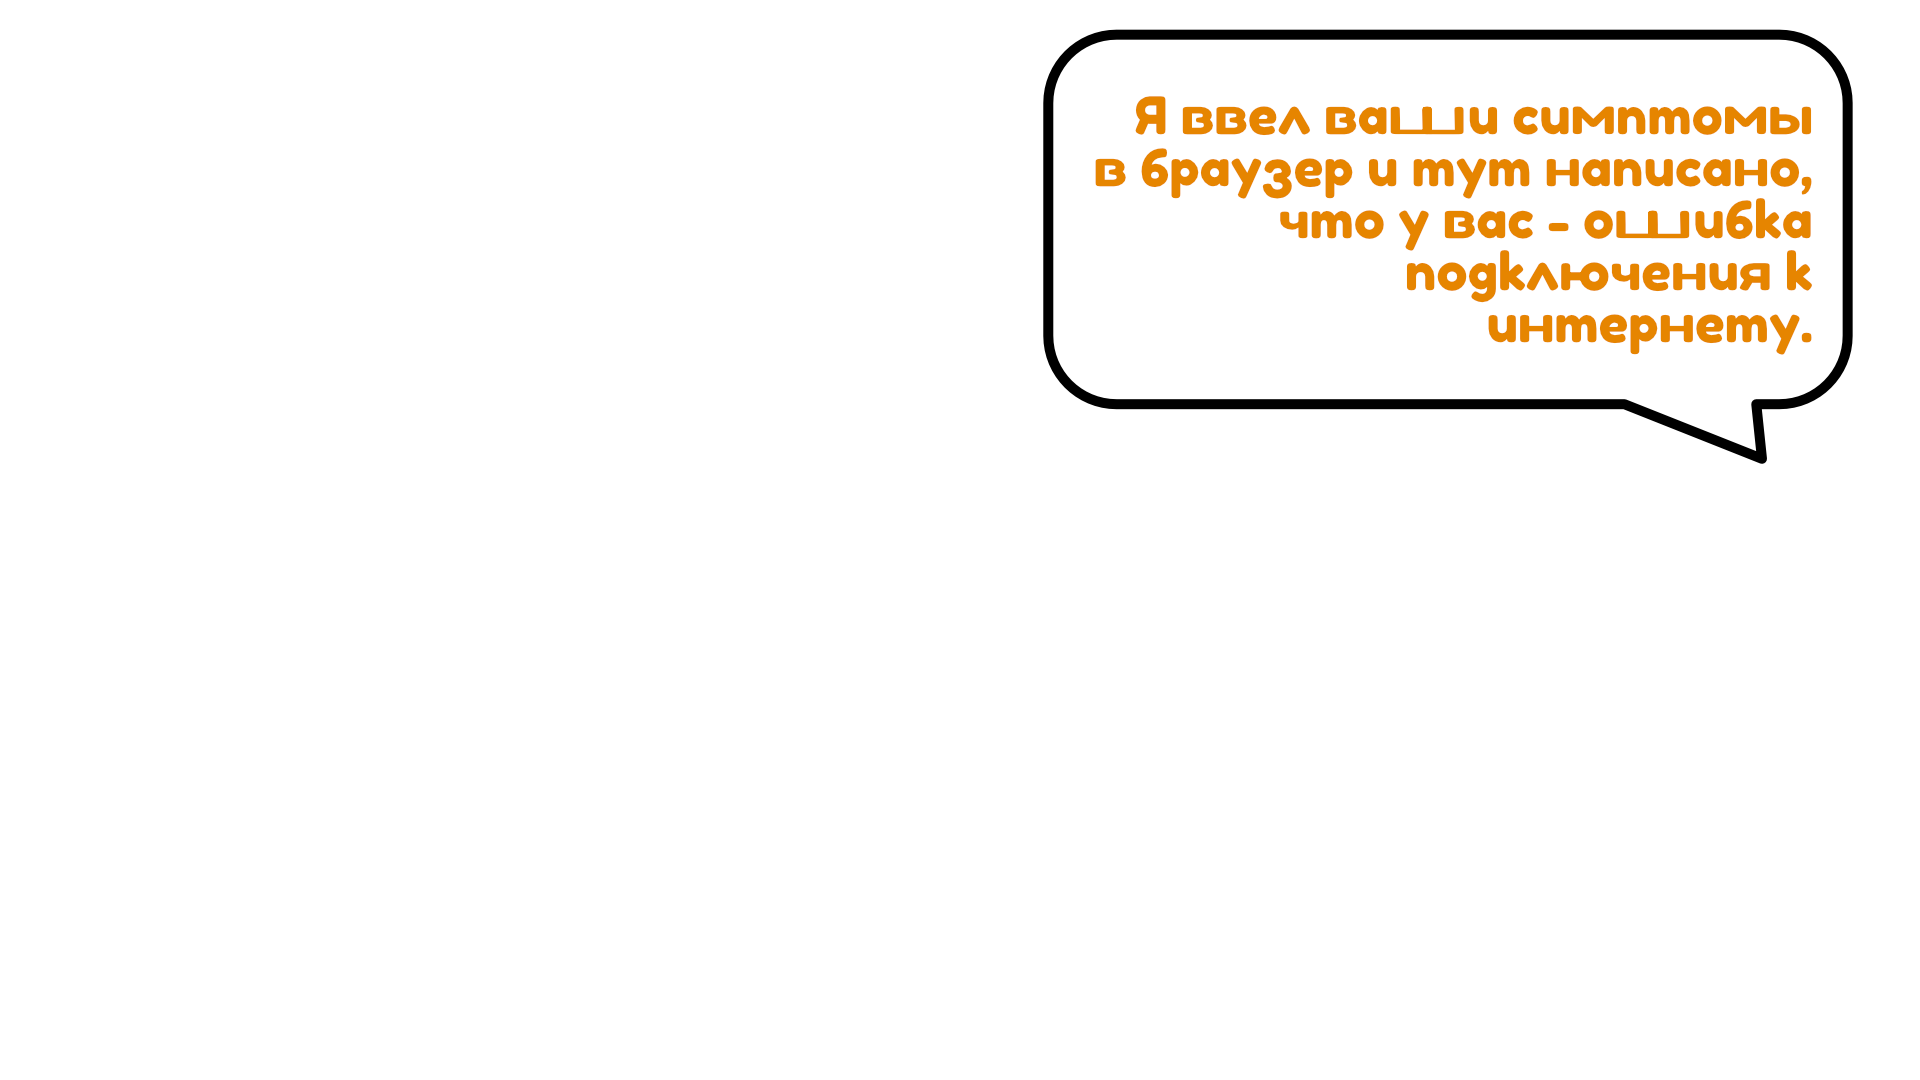 Я ввел ваши симптомы
в браузер и тут написано,
что у вас - ошибка
подключения к
интернету.